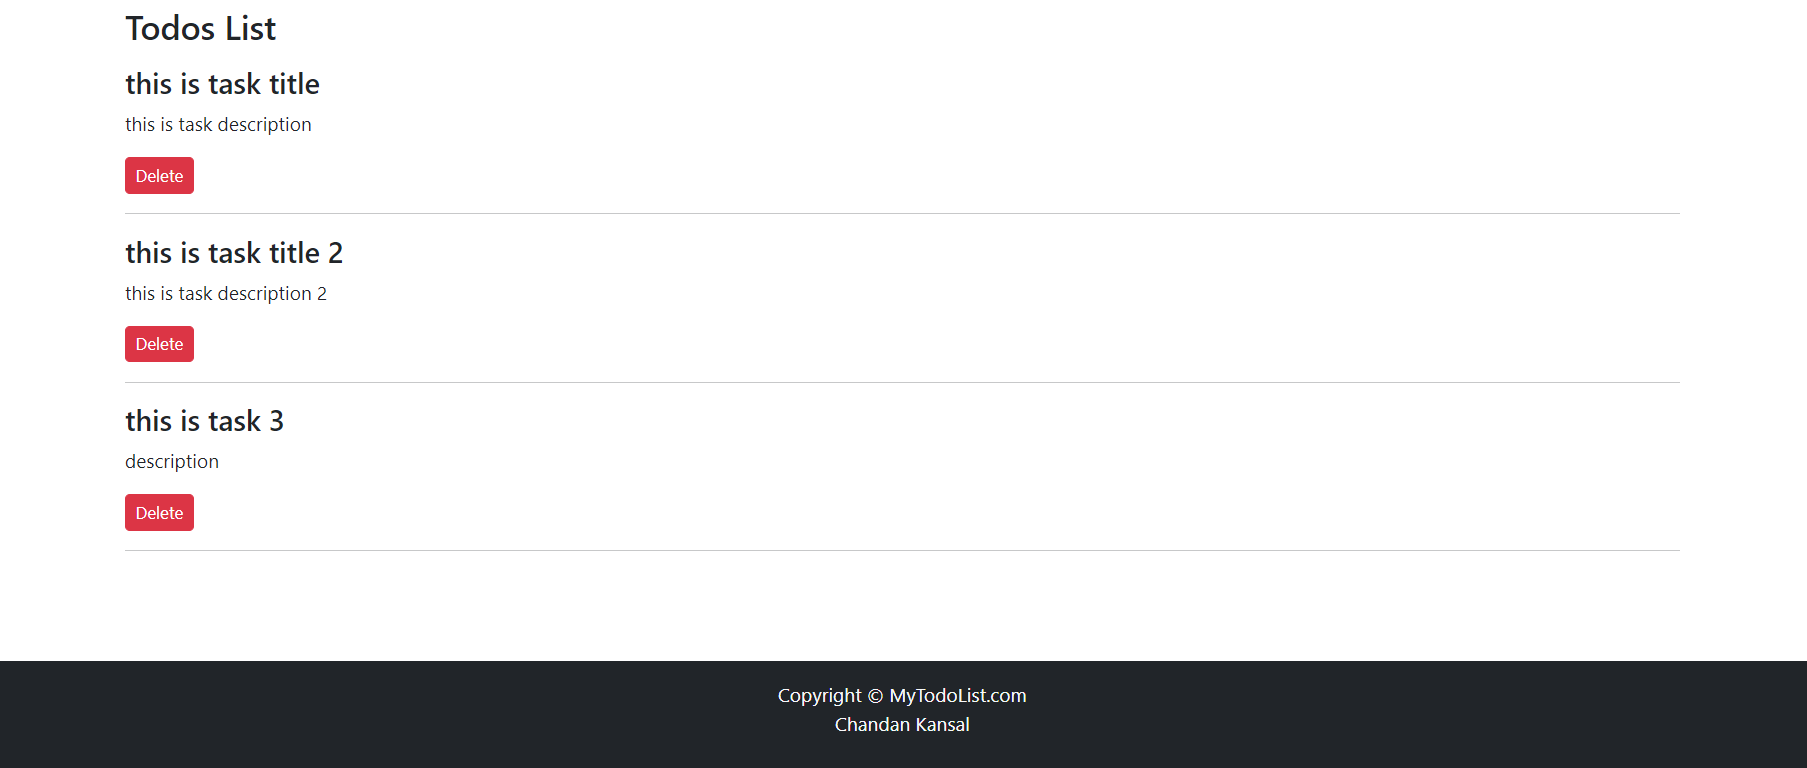 Todos List
this is task title
this is task description
Delete
this is task title 2
this is task description 2
Delete
this is task 3
description
Delete
Copyright © MyTodoList.com
Chandan Kansal